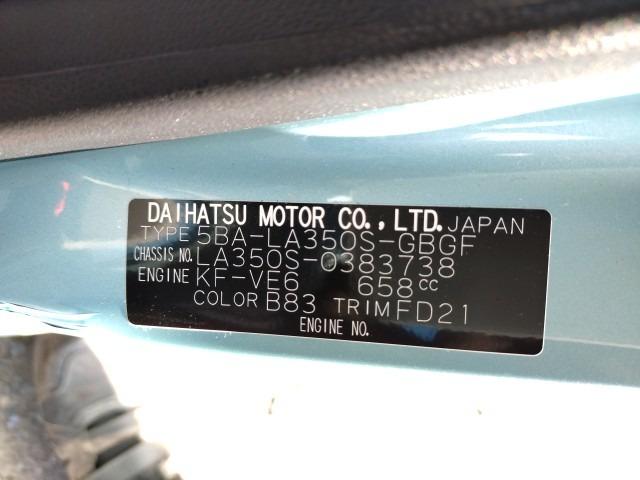 DAIHATSU MOTOR CO., LTD. JAPAN
TYPE 5BA-LA350S-GBGF
CHASSIS NO. LA350S-0383738
ENGINE KF-VE6 658cc
COLOR B83 TRIM FD21
ENGINE NO.